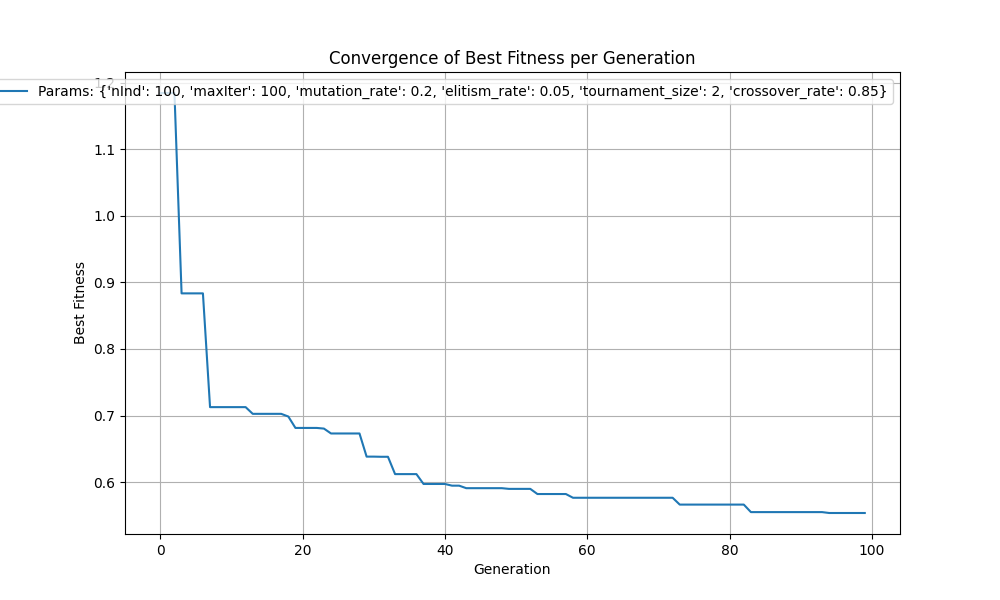 Convergence of Best Fitness per Generation
Params: {'nInd': 100, 'maxIter': 100, 'mutation_rate': 0.2, 'elitism_rate': 0.05, 'tournament_size': 2, 'crossover_rate': 0.85}
1.2
1.1
1.0
0.9
0.8
0.7
0.6
Best Fitness
0 20 40 60 80 100
Generation